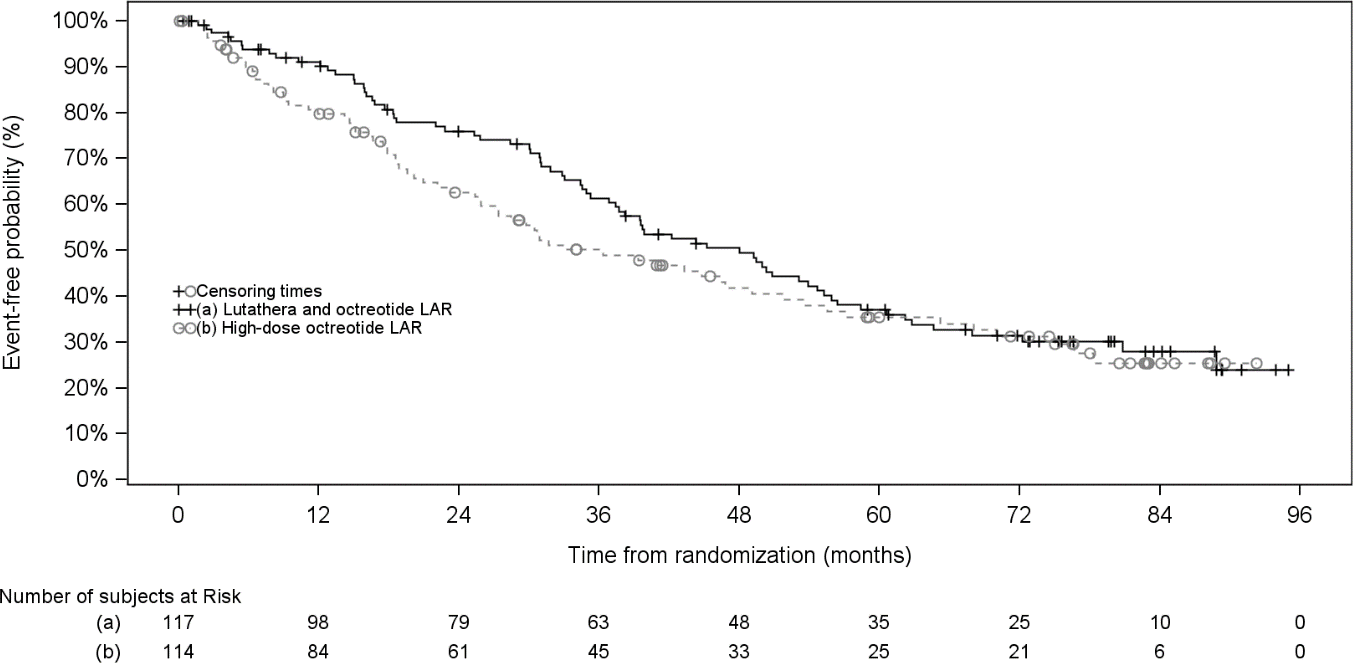 Event-free probability (%)
100%
90%
80%
70%
60%
50%
40%
30%
20%
10%
0%
Censoring times
(a) Lutathera and octreotide LAR
(b) High-dose octreotide LAR
0 12 24 36 48 60 72 84 96
Time from randomization (months)
Number of subjects at Risk
(a) 117 98 79 63 48 35 25 10 0
(b) 114 84 61 45 33 25 21 6 0